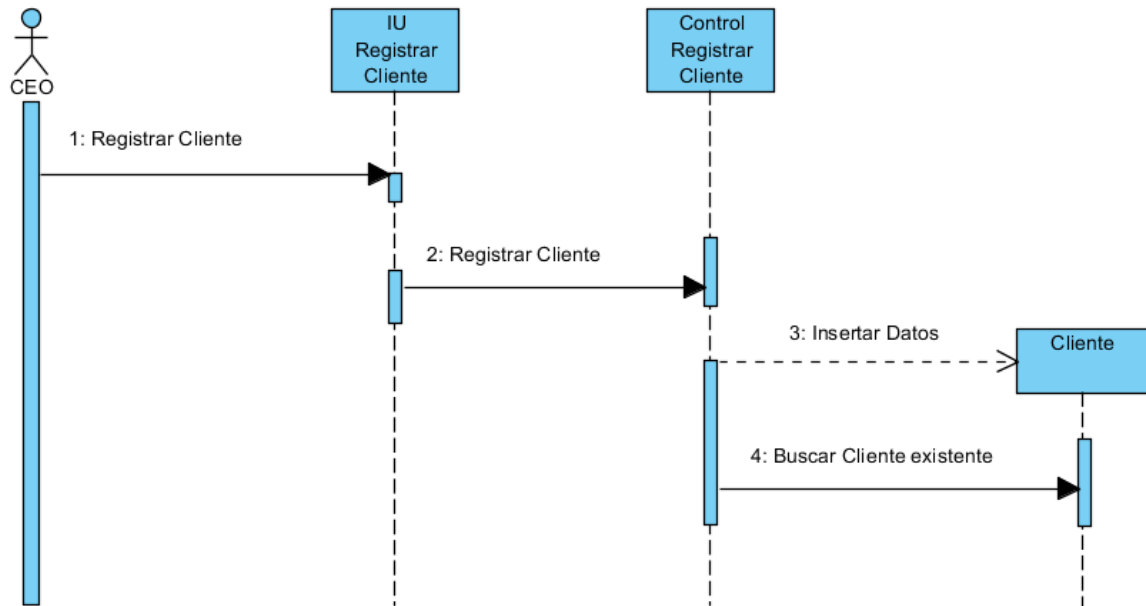 IU
Registrar
Cliente
Control
Registrar
Cliente
CEO
1: Registrar Cliente
2: Registrar Cliente
3: Insertar Datos
Cliente
4: Buscar Cliente existente